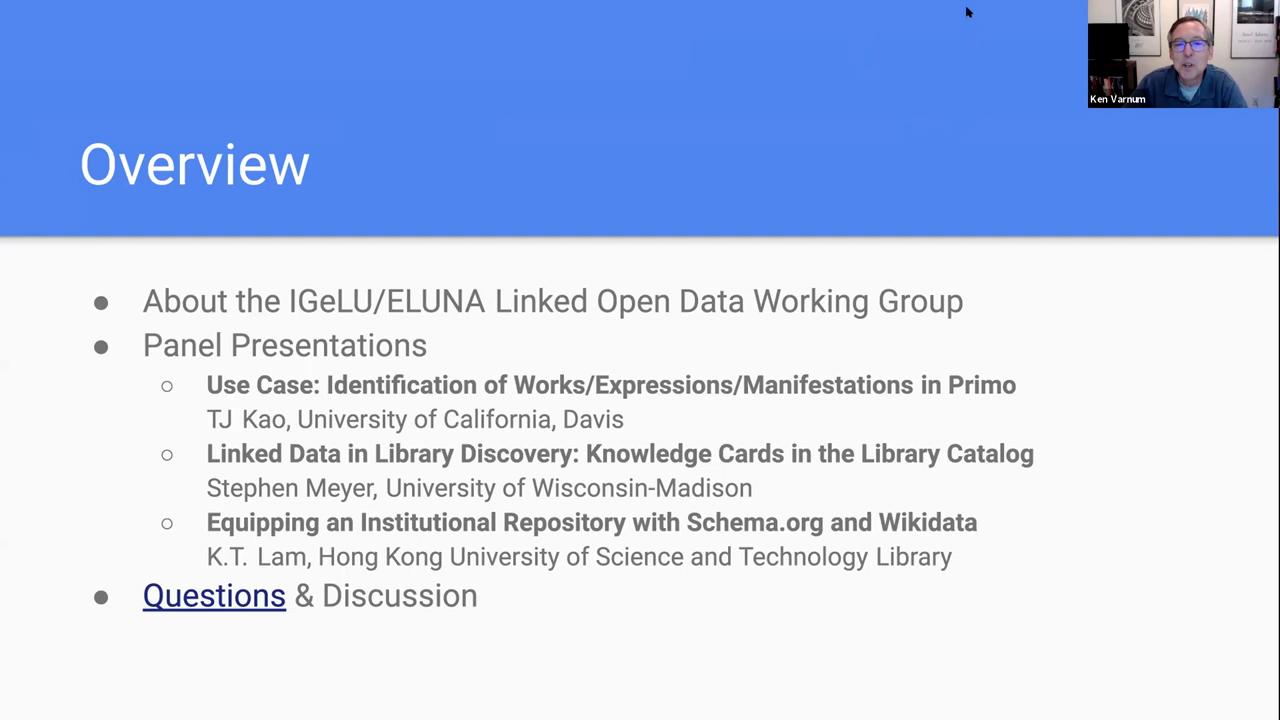 Ken Varnum
Overview
About the IGeLU/ELUNA Linked Open Data Working Group
Panel Presentations
Use Case: Identification of Works/Expressions/Manifestations in Primo
TJ Kao, University of California, Davis
Linked Data in Library Discovery: Knowledge Cards in the Library Catalog
Stephen Meyer, University of Wisconsin-Madison
Equipping an Institutional Repository with Schema.org and Wikidata
K.T. Lam, Hong Kong University of Science and Technology Library
Questions & Discussion